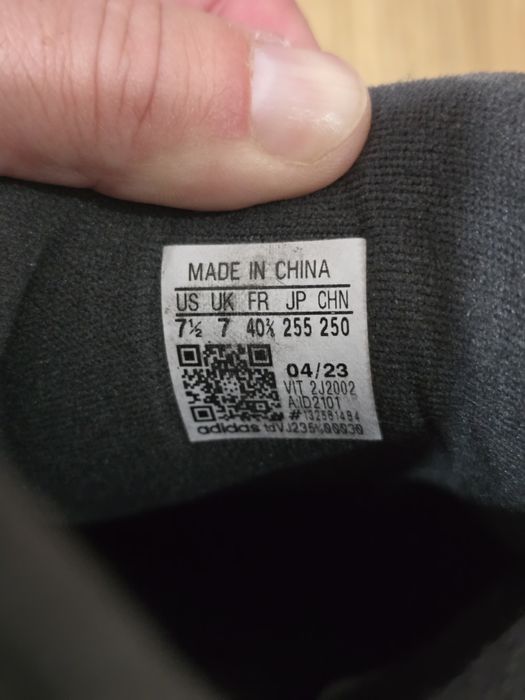 MADE IN CHINA
US UK FR JP CHN
7½ 7 40⅔ 255 250
04/23
VIT 2J2002
#132581494
adidas